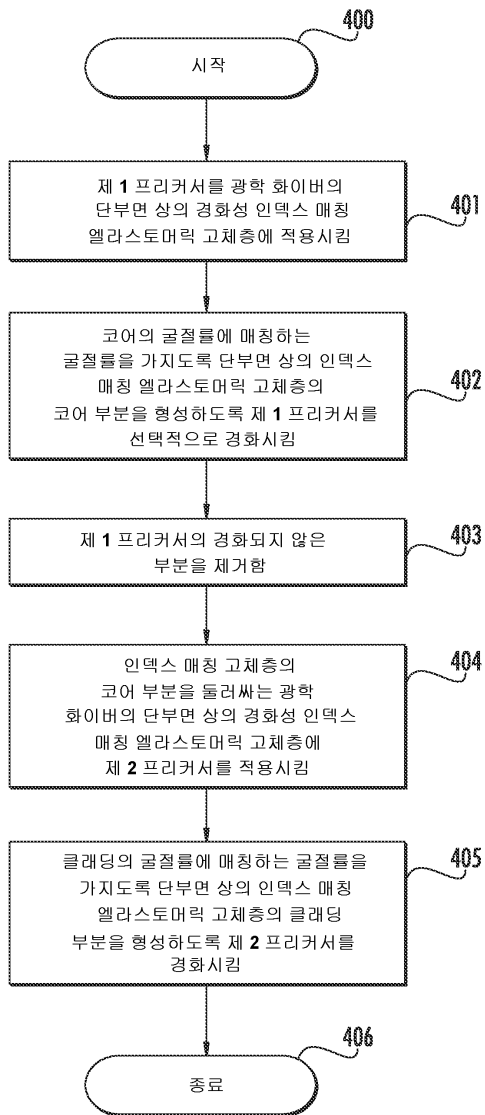 400
시작
제 1 프리커서를 광학 화이버의
단부면 상의 경화성 인덱스 매칭
엘라스토머릭 고체층에 적용시킴
401
코어의 굴절률에 매칭하는
굴절률을 가지도록 단부면 상의 인덱스
매칭 엘라스토머릭 고체층의
코어 부분을 형성하도록 제 1 프리커서를
선택적으로 경화시킴
402
제 1 프리커서의 경화되지 않은
부분을 제거함
403
인덱스 매칭 고체층의
코어 부분을 둘러싸는 광학
화이버의 단부면 상의 경화성 인덱스
매칭 엘라스토머릭 고체층에
제 2 프리커서를 적용시킴
404
클래딩의 굴절률에 매칭하는 굴절률을
가지도록 단부면 상의 인덱스 매칭
엘라스토머릭 고체층의 클래딩
부분을 형성하도록 제 2 프리커서를
경화시킴
405
406
종료